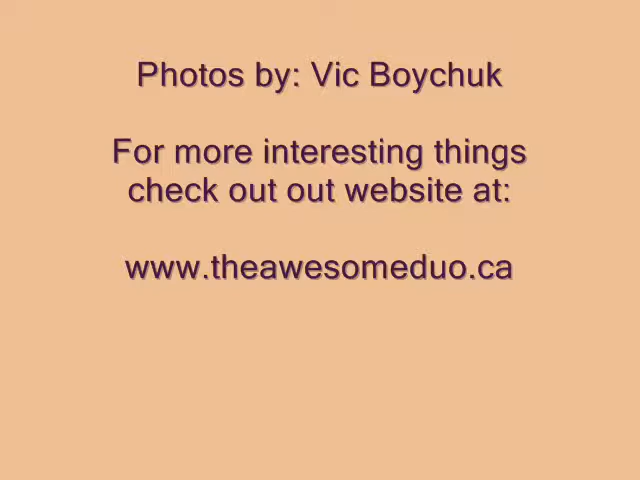 Photos by: Vic Boychuk
For more interesting things
check out out website at:
www.theawesomeduo.ca